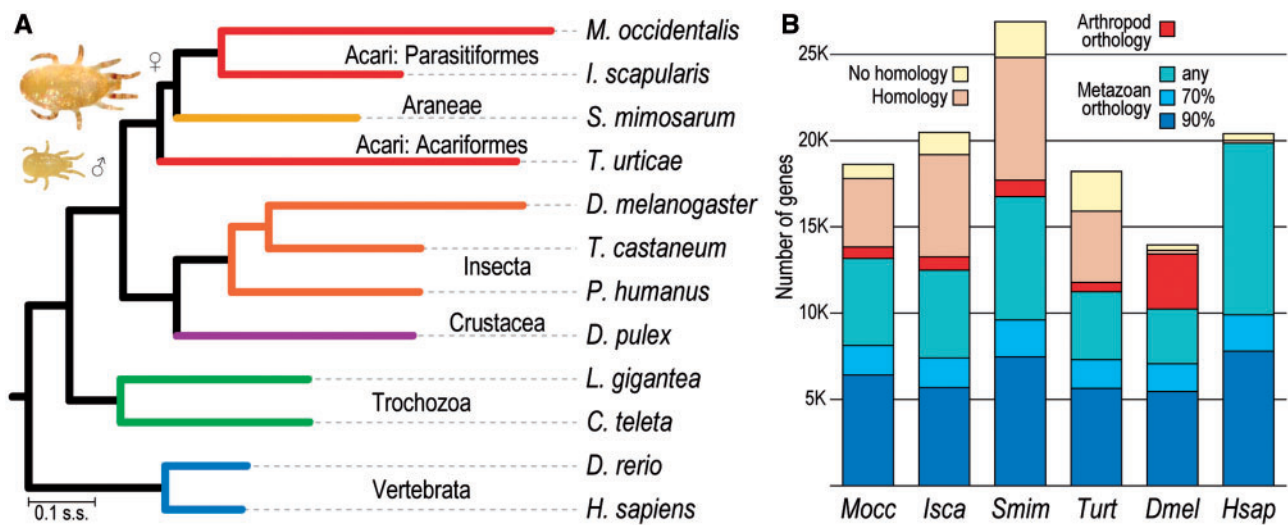 A
♀
♂
M. occidentalis
Acari: Parasitiformes
I. scapularis
Araneae
S. mimosarum
Acari: Acariformes
T. urticae
D. melanogaster
T. castaneum
Insecta
P. humanus
Crustacea
D. pulex
L. gigantea
Trochozoa
C. teleta
D. rerio
Vertebrata
H. sapiens
0.1 s.s.
B
Number of genes
25K
20K
15K
10K
5K
No homology
Homology
Arthropod
orthology
Metazoan
orthology
any
70%
90%
Mocc Isca Smim Turt Dmel Hsap